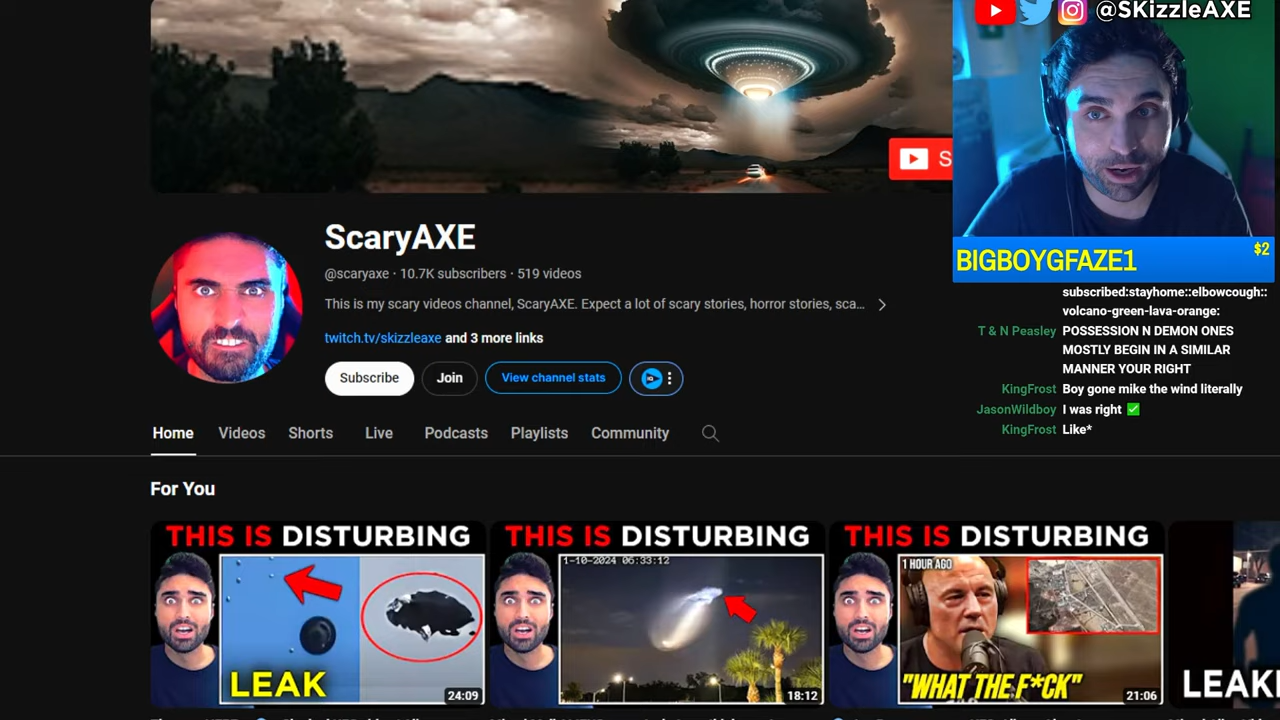 @SKizzleAXE
S
ScaryAXE
@scaryaxe · 10.7K subscribers · 519 videos
This is my scary videos channel, ScaryAXE. Expect a lot of scary stories, horror stories, sca...
twitch.tv/skizzleaxe and 3 more links
Subscribe
Join
View channel stats
BIGBOYGFAZE1
$2
subscribed:stayhome::elbowcough::
volcano-green-lava-orange:
T & N Peasley POSSESSION N DEMON ONES
MOSTLY BEGIN IN A SIMILAR
MANNER YOUR RIGHT
KingFrost Boy gone mike the wind literally
JasonWildboy I was right ✅
KingFrost Like*
Home Videos Shorts Live Podcasts Playlists Community
For You
THIS IS DISTURBING
LEAK
24:09
THIS IS DISTURBING
1-10-2024 06:33:12
18:12
THIS IS DISTURBING
1 HOUR AGO
"WHAT THE F*CK"
21:06
LEAKE